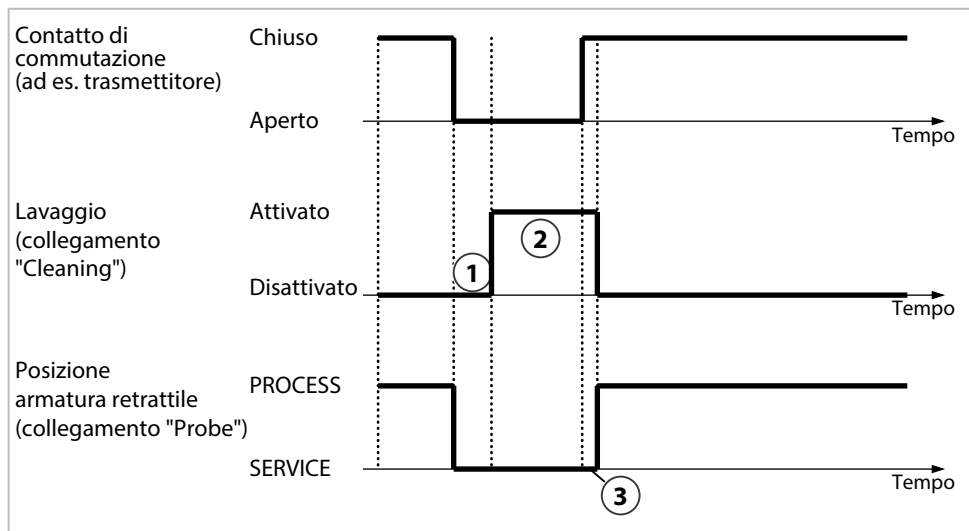 Contatto di
commutazione
(ad es. trasmettitore)
Chiuso
Aperto
Tempo
Lavaggio
(collegamento
"Cleaning")
Attivato
2
1
Disattivato
Tempo
Posizione
armatura retrattile
(collegamento "Probe")
PROCESS
SERVICE
Tempo
3